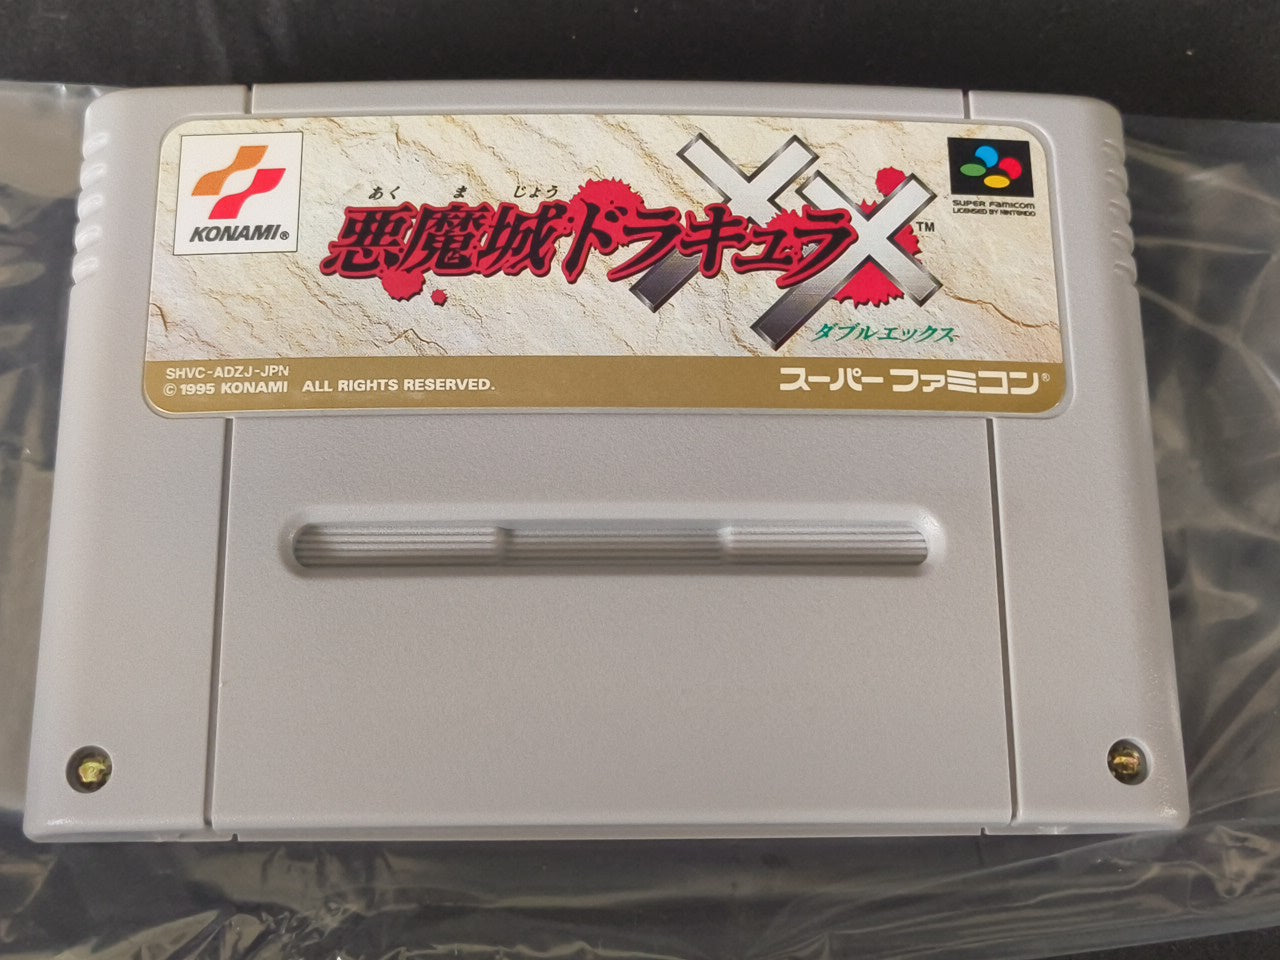 KONAMI®
あくまじょう
悪魔城ドラキュラXX™
ダブルエックス
SUPER FAMICOM
LICENSED BY NINTENDO
SHVC-ADZJ-JPN
© 1995 KONAMI ALL RIGHTS RESERVED.
スーパーファミコン®